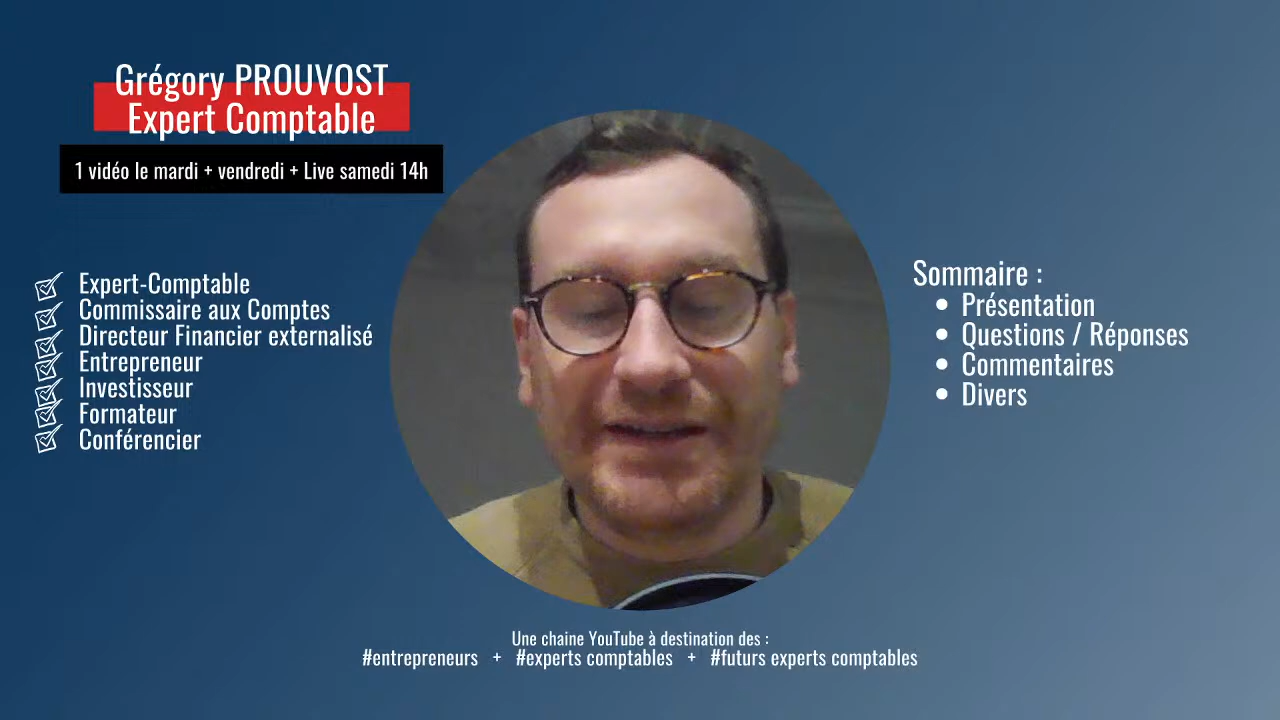 Grégory PROUVOST
Expert Comptable
1 vidéo le mardi + vendredi + Live samedi 14h
Expert-Comptable
Commissaire aux Comptes
Directeur Financier externalisé
Entrepreneur
Investisseur
Formateur
Conférencier
Sommaire :
Présentation
Questions / Réponses
Commentaires
Divers
Une chaine YouTube à destination des :
#entrepreneurs + #experts comptables + #futurs experts comptables